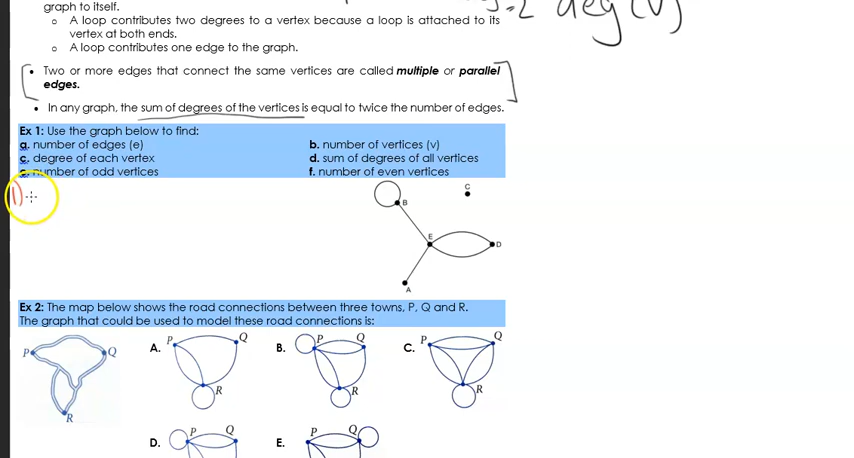 graph to itself.
=2 deg(v)
o A loop contributes two degrees to a vertex because a loop is attached to its
vertex at both ends.
o A loop contributes one edge to the graph.
• Two or more edges that connect the same vertices are called multiple or parallel
edges.
• In any graph, the sum of degrees of the vertices is equal to twice the number of edges.
Ex 1: Use the graph below to find:
a. number of edges (e) b. number of vertices (v)
c. degree of each vertex d. sum of degrees of all vertices
e. number of odd vertices f. number of even vertices
1)
C
B
E
D
A
Ex 2: The map below shows the road connections between three towns, P, Q and R.
The graph that could be used to model these road connections is:
P Q R
A. P Q R
B. P Q R
C. P Q R
D. P Q
E. P Q